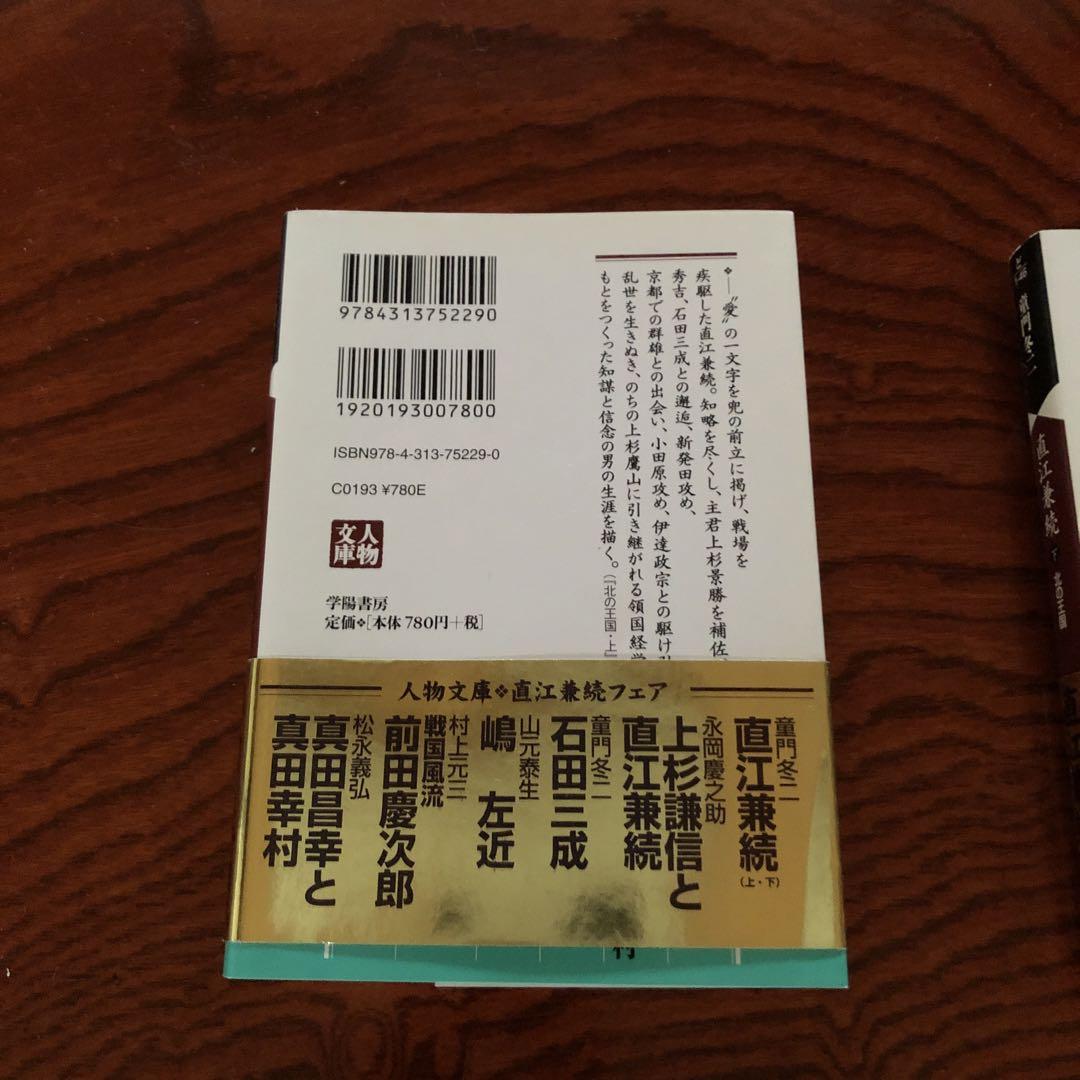 9784313752290
1920193007800
ISBN978-4-313-75229-0
C0193 ¥780E
人物
文庫
学陽書房
定価❖[本体 780円+税]
❖――“愛”の一文字を兜の前立に掲げ、戦場を
疾駆した直江兼続。知略を尽くし、主君上杉景勝を補佐、
秀吉、石田三成との邂逅、新発田攻め、
京都での群雄との出会い、小田原攻め、伊達政宗との駆け引
乱世を生きぬき、のちの上杉鷹山に引き継がれる領国経営
もとをつくった知謀と信念の男の生涯を描く。(『北の王国・上』
人物文庫❖直江兼続フェア
童門冬二
直江兼続(上・下)
永岡慶之助
上杉謙信と
直江兼続
童門冬二
石田三成
山元泰生
嶋 左近
村上元三
戦国風流
前田慶次郎
松永義弘
真田昌幸と
真田幸村
村
童門冬二
直江兼続 下 北の王国